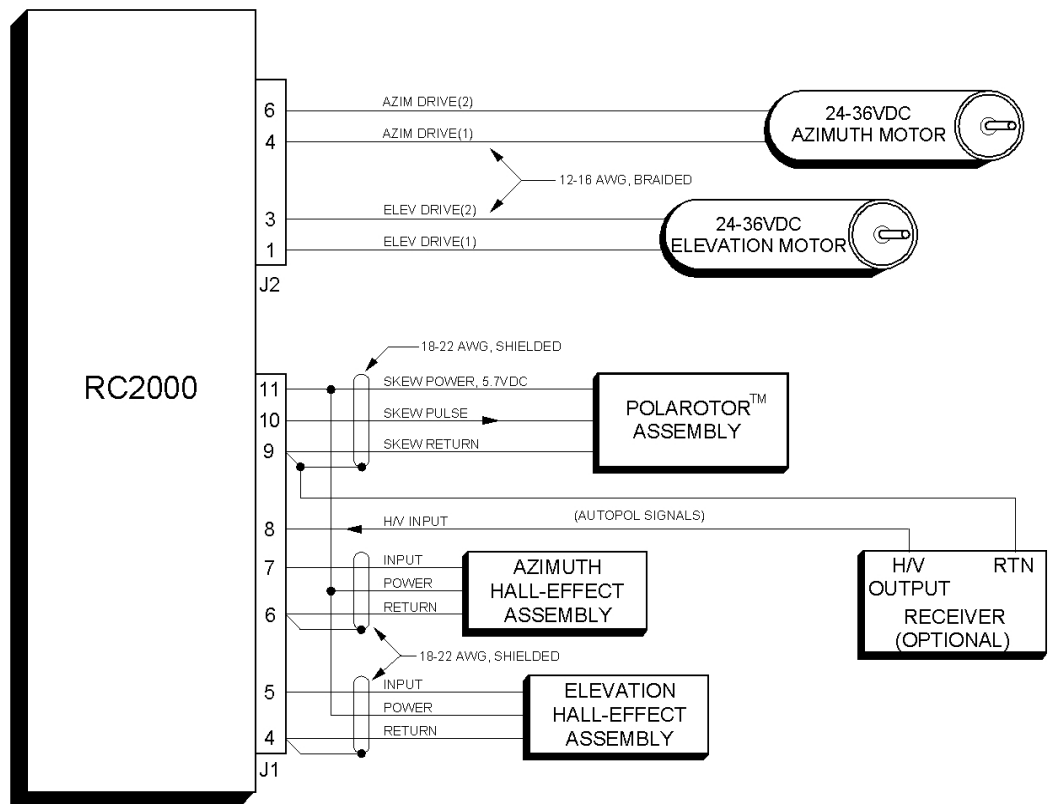 RC2000
6
AZIM DRIVE(2)
4
AZIM DRIVE(1)
24-36VDC
AZIMUTH MOTOR
12-16 AWG, BRAIDED
3
ELEV DRIVE(2)
1
ELEV DRIVE(1)
24-36VDC
ELEVATION MOTOR
J2
18-22 AWG, SHIELDED
11
SKEW POWER, 5.7VDC
10
SKEW PULSE
9
SKEW RETURN
POLAROTOR™
ASSEMBLY
8
H/V INPUT
(AUTOPOL SIGNALS)
H/V
OUTPUT
RTN
RECEIVER
(OPTIONAL)
7
INPUT
POWER
6
RETURN
AZIMUTH
HALL-EFFECT
ASSEMBLY
18-22 AWG, SHIELDED
5
INPUT
POWER
4
RETURN
ELEVATION
HALL-EFFECT
ASSEMBLY
J1